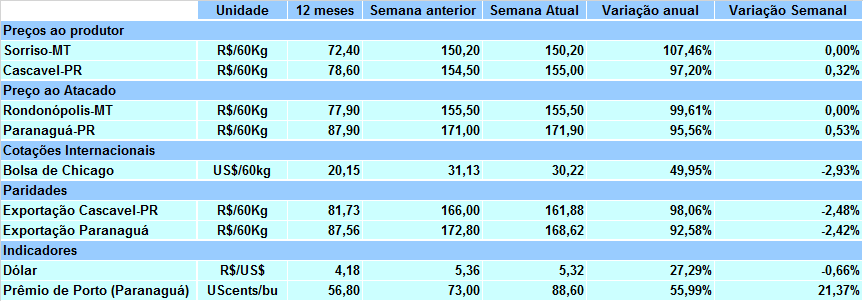 Unidade 12 meses Semana anterior Semana Atual Variação anual Variação Semanal
Preços ao produtor
Sorriso-MT R$/60Kg 72,40 150,20 150,20 107,46% 0,00%
Cascavel-PR R$/60Kg 78,60 154,50 155,00 97,20% 0,32%
Preço ao Atacado
Rondonópolis-MT R$/60Kg 77,90 155,50 155,50 99,61% 0,00%
Paranaguá-PR R$/60Kg 87,90 171,00 171,90 95,56% 0,53%
Cotações Internacionais
Bolsa de Chicago US$/60kg 20,15 31,13 30,22 49,95% -2,93%
Paridades
Exportação Cascavel-PR R$/60Kg 81,73 166,00 161,88 98,06% -2,48%
Exportação Paranaguá R$/60Kg 87,56 172,80 168,62 92,58% -2,42%
Indicadores
Dólar R$/US$ 4,18 5,36 5,32 27,29% -0,66%
Prêmio de Porto (Paranaguá) UScents/bu 56,80 73,00 88,60 55,99% 21,37%